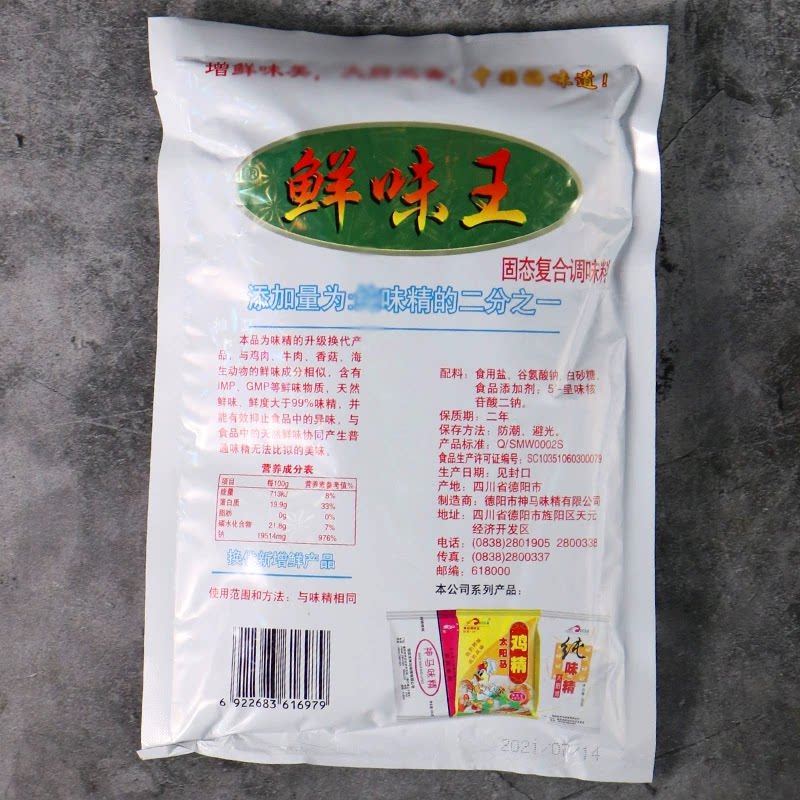 增鲜味美,
味道!
鲜味王
固态复合调味料
添加量为 味精的二分之一
本品为味精的升级换代产
品，与鸡肉、牛肉、香菇、海
生动物的鲜味成分相似，含有
IMP、GMP等鲜味物质，天然
鲜味，鲜度大于99%味精，并
能有效抑止食品中的异味，与
食品中的天然鲜味协同产生普
通味精无法比拟的美味。
营养成分表
项目 每100g 营养素参考值%
能量 713kJ 8%
蛋白质 19.9g 33%
脂肪 0g 0%
碳水化合物 21.8g 7%
钠 19514mg 976%
换代新增鲜产品
使用范围和方法：与味精相同
6 922683 616979
配料：食用盐、谷氨酸钠、白砂糖、
食品添加剂：5-呈味核
苷酸二钠。
保质期：二年。
保存方法：防潮，避光。
产品标准：Q/SMW0002S
食品生产许可证编号：SC10351060300079
生产日期：见封口
产地：四川省德阳市
制造商：德阳市神马味精有限公司
地址：四川省德阳市旌阳区天元
经济开发区
电话：(0838)2801905 2800338
传真：(0838)2800337
邮编：618000
本公司系列产品：
神马味精
太阳马
鸡精
纯
味精
2021/07/14